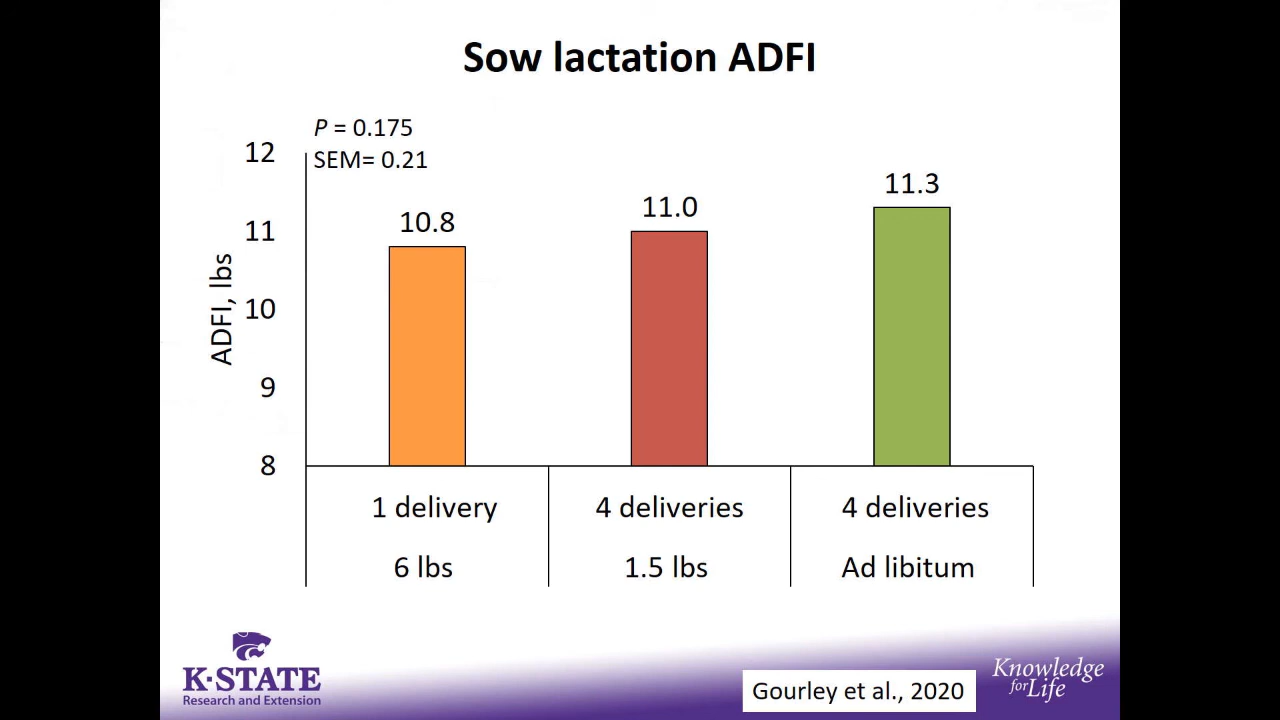 Sow lactation ADFI
P = 0.175
SEM= 0.21
12
11
10
9
8
ADFI, lbs
10.8
11.0
11.3
1 delivery
4 deliveries
4 deliveries
6 lbs
1.5 lbs
Ad libitum
K·STATE
Research and Extension
Gourley et al., 2020
Knowledge
for Life